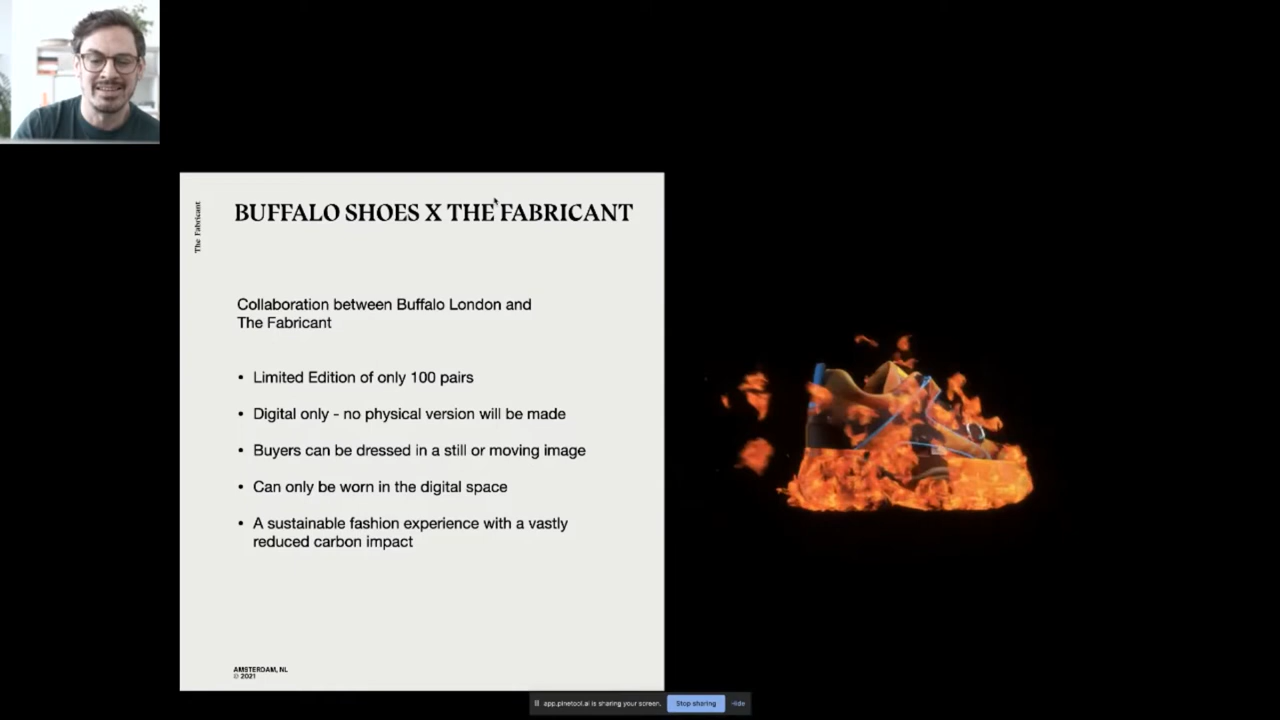 The Fabricant
BUFFALO SHOES X THE FABRICANT
Collaboration between Buffalo London and
The Fabricant
• Limited Edition of only 100 pairs
• Digital only - no physical version will be made
• Buyers can be dressed in a still or moving image
• Can only be worn in the digital space
• A sustainable fashion experience with a vastly
reduced carbon impact
AMSTERDAM, NL
© 2021
app.pinetool.ai is sharing your screen.
Stop sharing
Hide